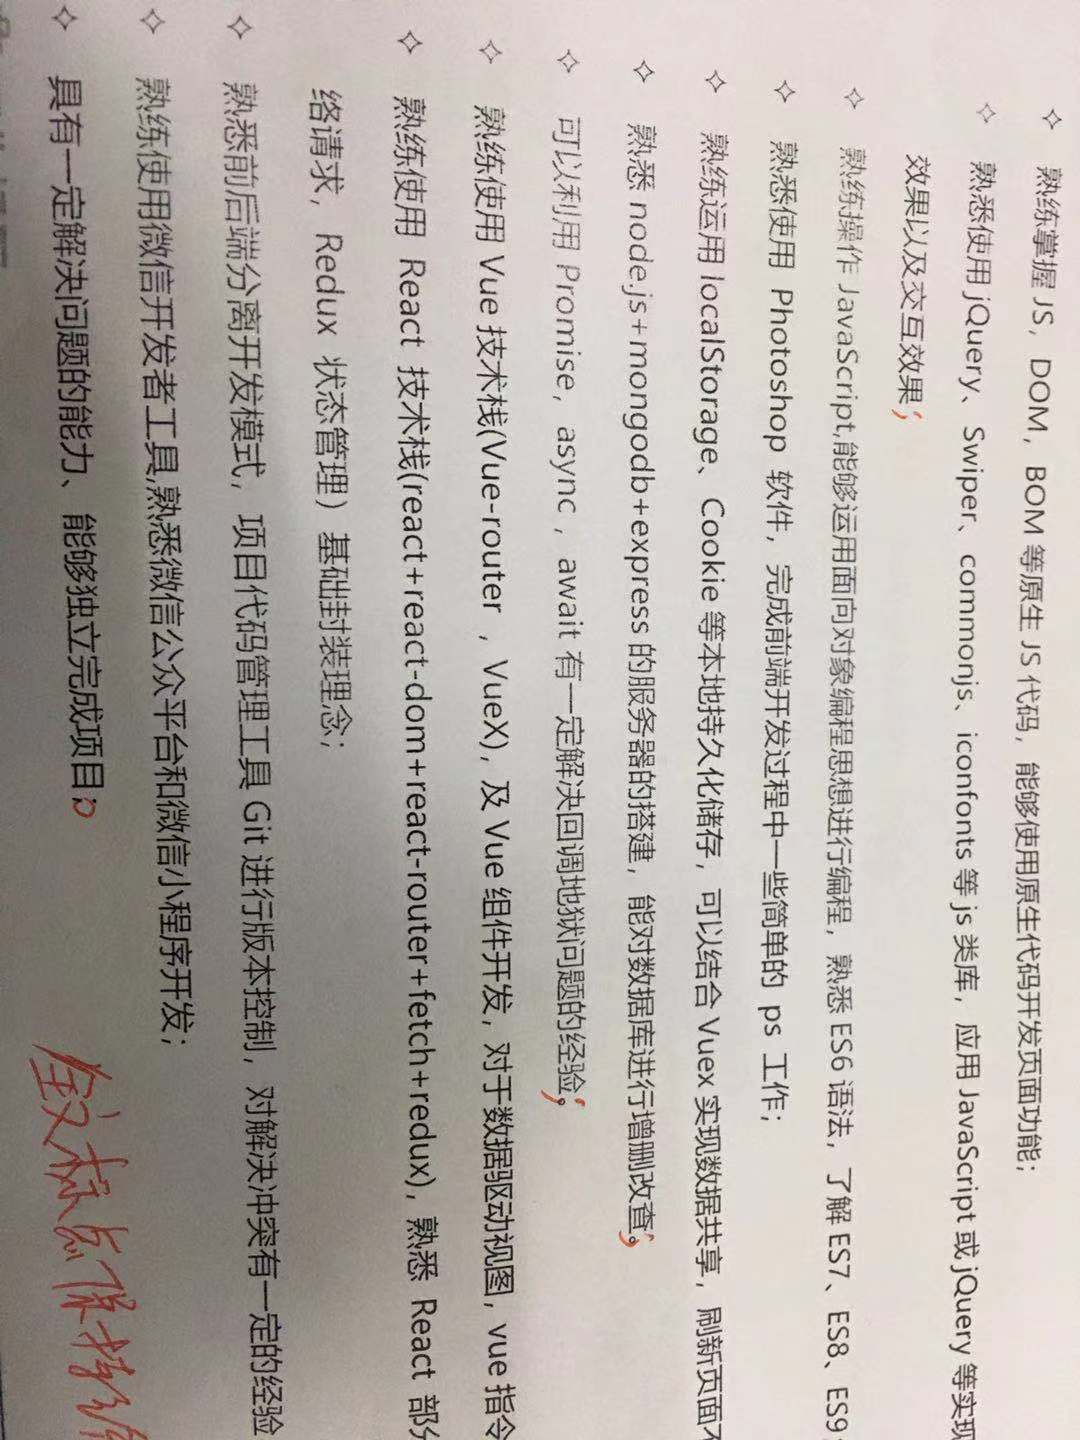 ✧ 熟练掌握 JS，DOM，BOM 等原生 JS 代码，能够使用原生代码开发页面功能；
✧ 熟悉使用 jQuery、Swiper、commonjs、iconfonts 等 js 类库，应用 JavaScript 或 jQuery 等实现
效果以及交互效果；
✧ 熟练操作 JavaScript,能够运用面向对象编程思想进行编程，熟悉 ES6 语法，了解 ES7、ES8、ES9
✧ 熟悉使用 Photoshop 软件，完成前端开发过程中一些简单的 ps 工作；
✧ 熟练运用 localStorage、Cookie 等本地持久化储存，可以结合 Vuex 实现数据共享，刷新页面不
✧ 熟悉 node.js+mongodb+express 的服务器的搭建，能对数据库进行增删改查。；
✧ 可以利用 Promise，async，await 有一定解决回调地狱问题的经验。；
✧ 熟练使用 Vue 技术栈(Vue-router，VueX)，及 Vue 组件开发，对于数据驱动视图，vue 指令
✧ 熟练使用 React 技术栈(react+react-dom+react-router+fetch+redux)，熟悉 React 部分
络请求，Redux 状态管理）基础封装理念；
✧ 熟悉前后端分离开发模式，项目代码管理工具 Git 进行版本控制，对解决冲突有一定的经验
✧ 熟练使用微信开发者工具,熟悉微信公众平台和微信小程序开发；
✧ 具有一定解决问题的能力、能够独立完成项目；
全文标点保持